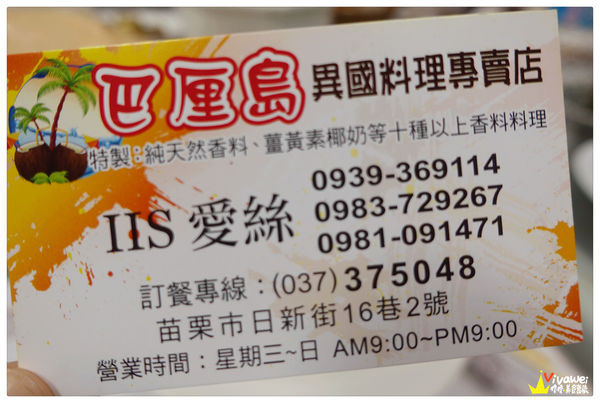 巴厘島 異國料理專賣店
特製：純天然香料、薑黃素椰奶等十種以上香料料理
IIS 愛絲
0939-369114
0983-729267
0981-091471
訂餐專線：(037)375048
苗栗市日新街16巷2號
營業時間：星期三~日 AM9:00~PM9:00
Vivawei